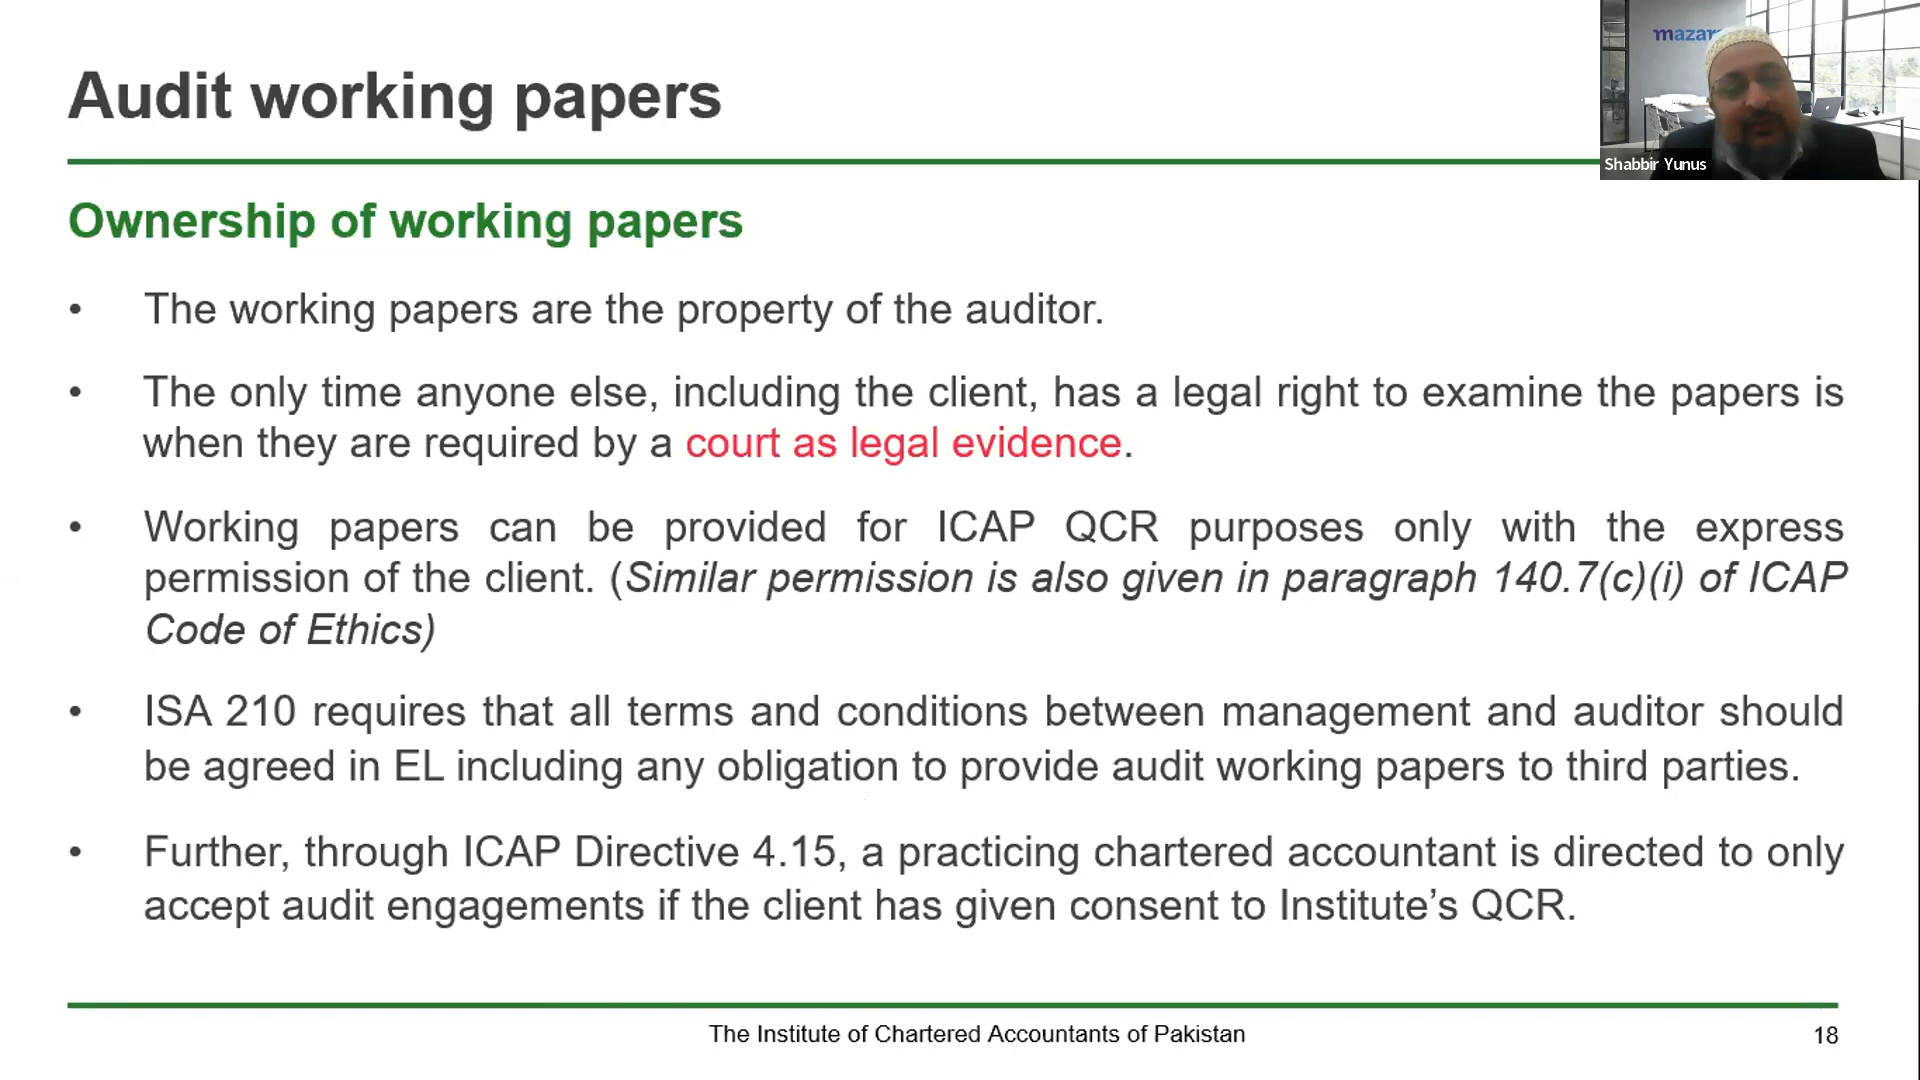 mazar
Audit working papers
Shabbir Yunus
Ownership of working papers
• The working papers are the property of the auditor.
• The only time anyone else, including the client, has a legal right to examine the papers is
when they are required by a court as legal evidence.
• Working papers can be provided for ICAP QCR purposes only with the express
permission of the client. (Similar permission is also given in paragraph 140.7(c)(i) of ICAP
Code of Ethics)
• ISA 210 requires that all terms and conditions between management and auditor should
be agreed in EL including any obligation to provide audit working papers to third parties.
• Further, through ICAP Directive 4.15, a practicing chartered accountant is directed to only
accept audit engagements if the client has given consent to Institute’s QCR.
The Institute of Chartered Accountants of Pakistan
18